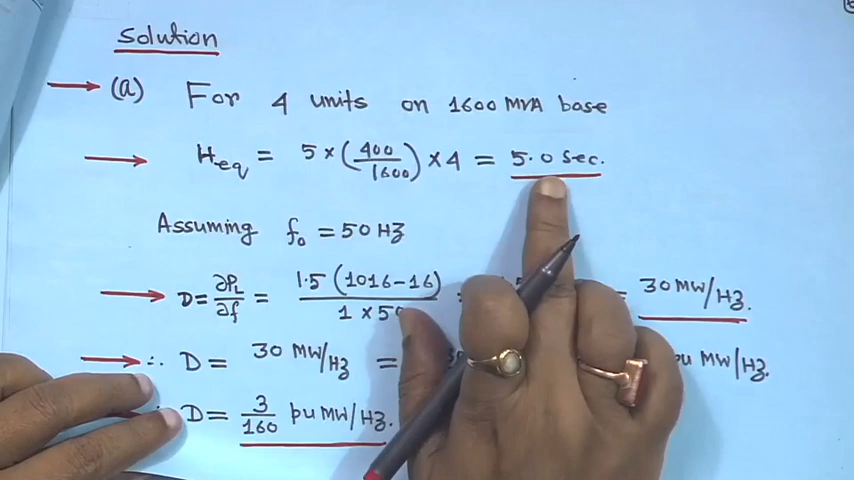 Solution
(a) For 4 units on 1600 MVA base
Heq = 5 × (400/1600) × 4 = 5.0 sec.
Assuming f₀ = 50 Hz
D = ∂PL/∂f = 1.5 (1016-16) / 1 × 50 = = 30 MW/Hz.
∴ D = 30 MW/Hz = pu MW/Hz.
D = 3/160 pu MW/Hz.